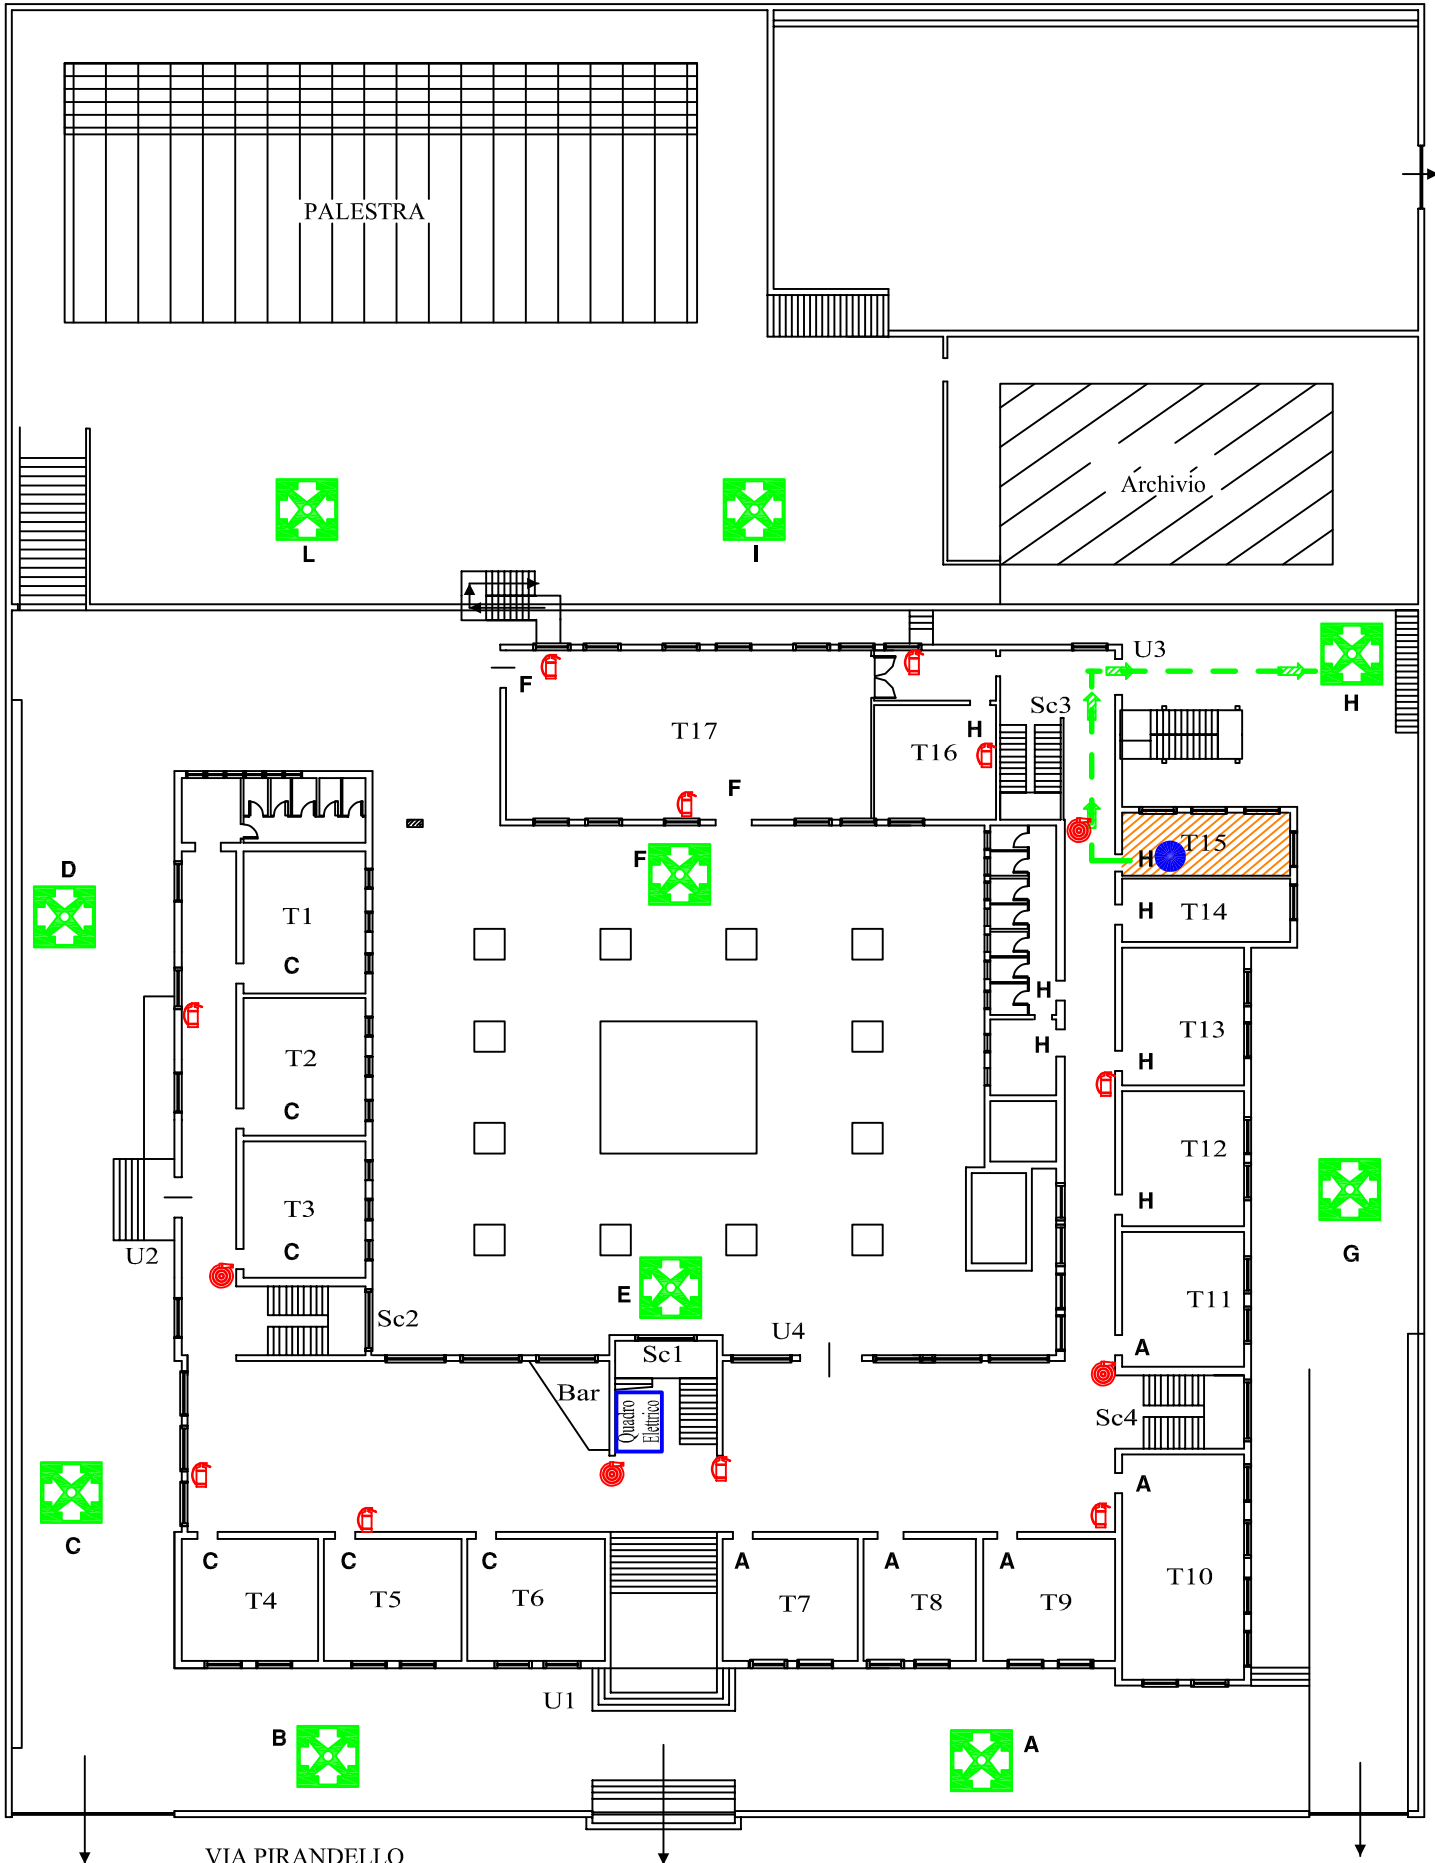 PALESTRA
Archivio
L
I
U3
H
F
Sc3
T17
T16
H
F
T15
H
F
D
T14
H
T1
C
H
T13
T2
H
H
C
T12
H
T3
C
U2
G
E
T11
Sc2
U4
Sc1
A
Bar
Quadro
Elettrico
Sc4
A
C
C
C
C
A
A
A
T4
T5
T6
T7
T8
T9
T10
U1
B
A
VIA PIRANDELLO